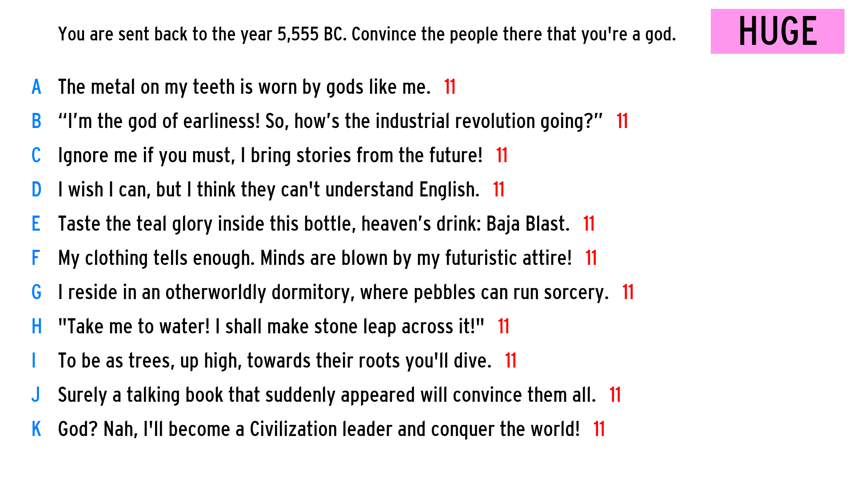 You are sent back to the year 5,555 BC. Convince the people there that you're a god.
HUGE
A The metal on my teeth is worn by gods like me. 11
B “I’m the god of earliness! So, how’s the industrial revolution going?” 11
C Ignore me if you must, I bring stories from the future! 11
D I wish I can, but I think they can't understand English. 11
E Taste the teal glory inside this bottle, heaven’s drink: Baja Blast. 11
F My clothing tells enough. Minds are blown by my futuristic attire! 11
G I reside in an otherworldly dormitory, where pebbles can run sorcery. 11
H "Take me to water! I shall make stone leap across it!" 11
I To be as trees, up high, towards their roots you'll dive. 11
J Surely a talking book that suddenly appeared will convince them all. 11
K God? Nah, I'll become a Civilization leader and conquer the world! 11